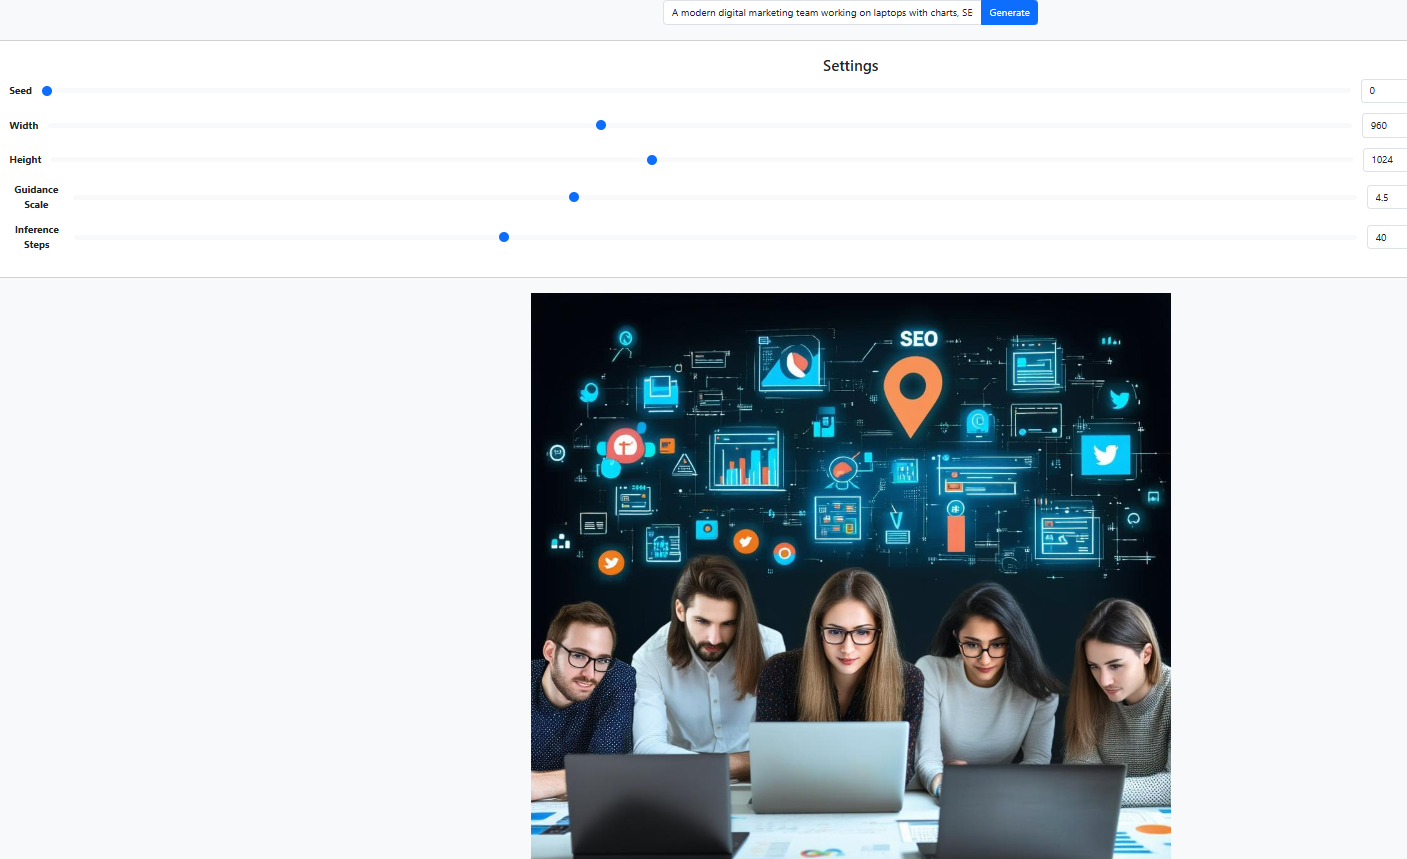 A modern digital marketing team working on laptops with charts, SE
Generate
Settings
Seed
0
Width
960
Height
1024
Guidance
Scale
4.5
Inference
Steps
40
SEO